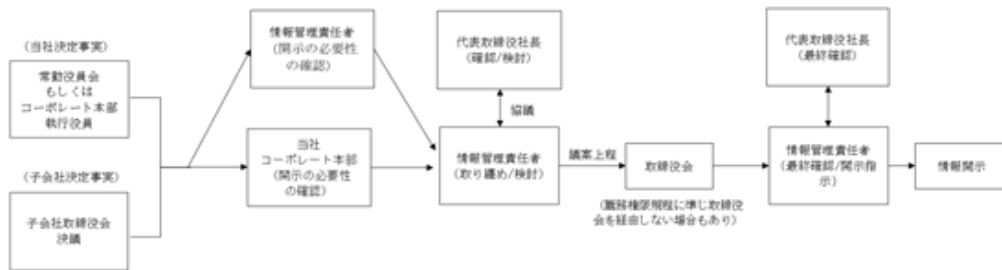 (当社決定事実)
常勤役員会
もしくは
コーポレート本部
執行役員
(子会社決定事実)
子会社取締役会
決議
情報管理責任者
(開示の必要性
の確認)
当社
コーポレート本部
(開示の必要性
の確認)
代表取締役社長
(確認/検討)
協議
情報管理責任者
(取り纏め/検討)
議案上程
取締役会
(職務権限規程に準じ取締役
会を経由しない場合もあり)
代表取締役社長
(最終確認)
情報管理責任者
(最終確認/開示指
示)
情報開示